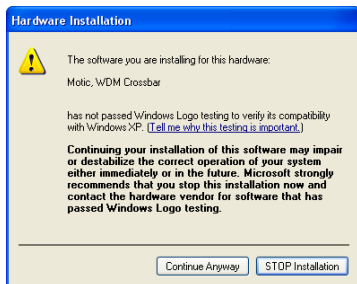 Hardware Installation
The software you are installing for this hardware:
Motic, WDM Crossbar
has not passed Windows Logo testing to verify its compatibility
with Windows XP. (Tell me why this testing is important.)
Continuing your installation of this software may impair
or destabilize the correct operation of your system
either immediately or in the future. Microsoft strongly
recommends that you stop this installation now and
contact the hardware vendor for software that has
passed Windows Logo testing.
Continue Anyway
STOP Installation